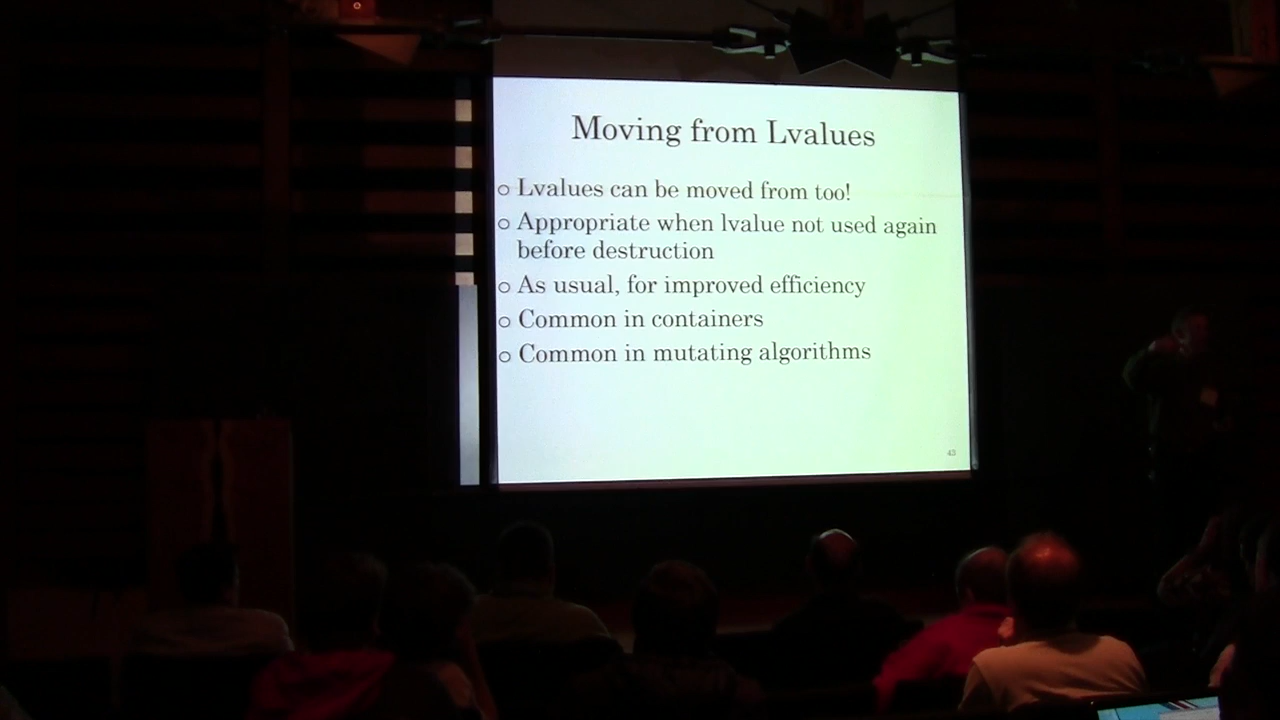 Moving from Lvalues
○ Lvalues can be moved from too!
○ Appropriate when lvalue not used again
before destruction
○ As usual, for improved efficiency
○ Common in containers
○ Common in mutating algorithms
43